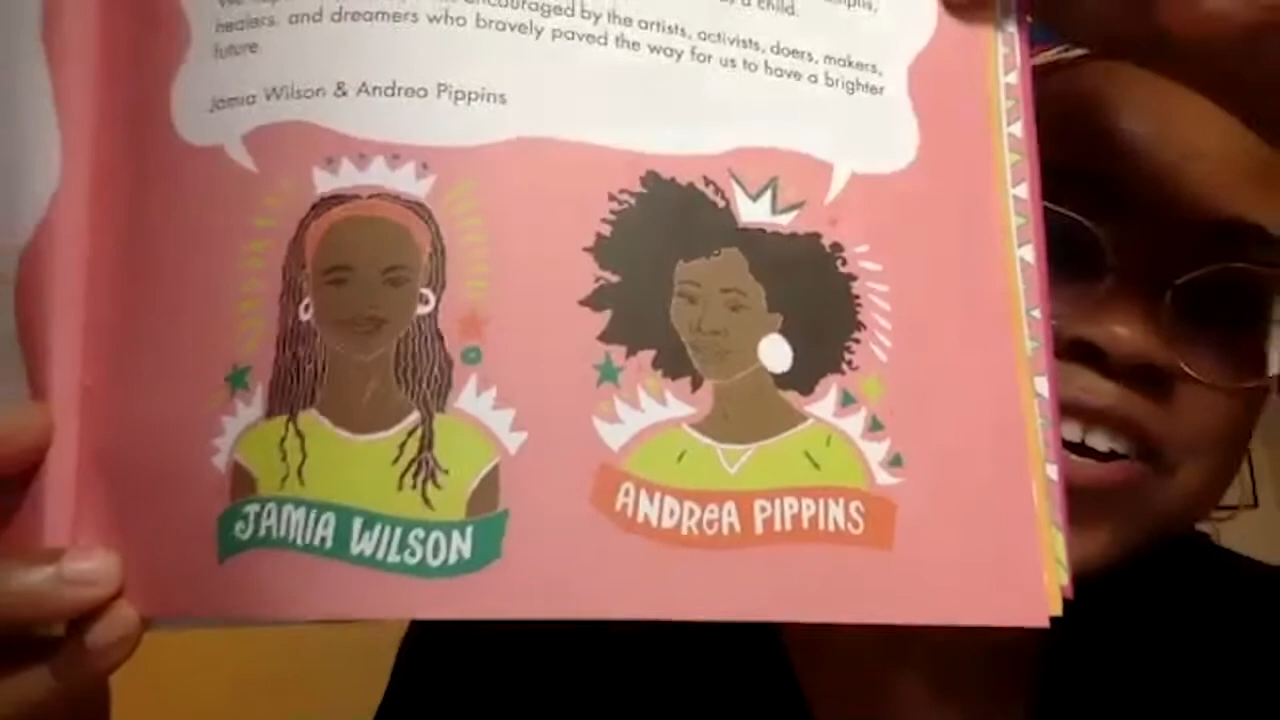 encouraged by the artists, activists, doers, makers,
healers, and dreamers who bravely paved the way for us to have a brighter
future.
Jamia Wilson & Andrea Pippins
JAMIA WILSON
ANDREA PIPPINS